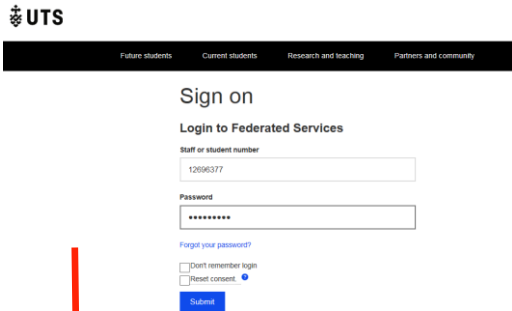 UTS
Future students Current students Research and teaching Partners and community
Sign on
Login to Federated Services
Staff or student number
12696377
Password
•••••••••
Forgot your password?
Don't remember login
Reset consent. ?
Submit